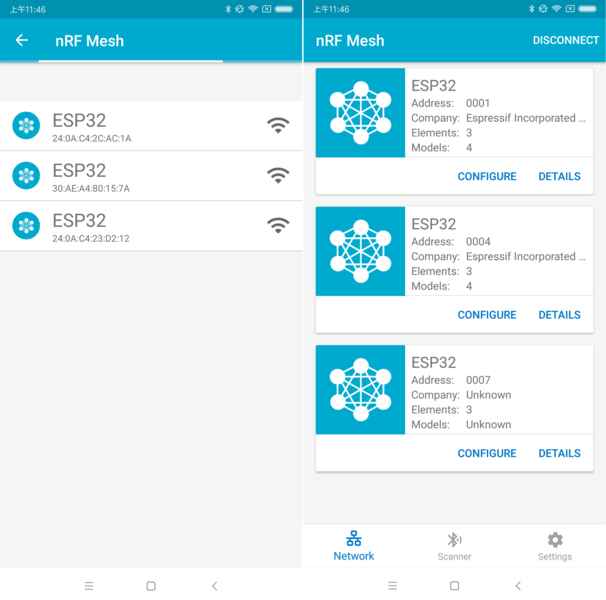 上午11:46
nRF Mesh
ESP32
24:0A:C4:2C:AC:1A
ESP32
30:AE:A4:80:15:7A
ESP32
24:0A:C4:23:D2:12
上午11:46
nRF Mesh DISCONNECT
ESP32
Address: 0001
Company: Espressif Incorporated ...
Elements: 3
Models: 4
CONFIGURE DETAILS
ESP32
Address: 0004
Company: Espressif Incorporated ...
Elements: 3
Models: 4
CONFIGURE DETAILS
ESP32
Address: 0007
Company: Unknown
Elements: 3
Models: Unknown
CONFIGURE DETAILS
Network Scanner Settings